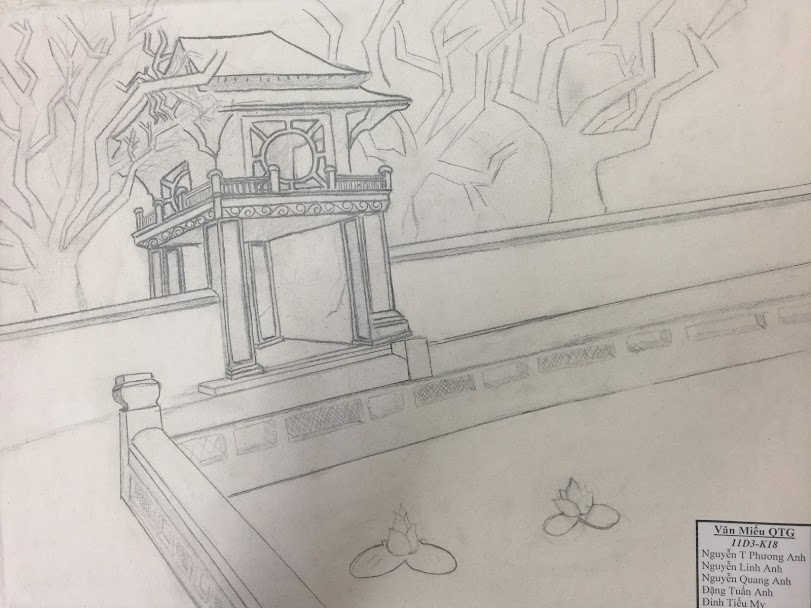 Văn Miếu QTG
11D3-K18
Nguyễn T Phương Anh
Nguyễn Linh Anh
Nguyễn Quang Anh
Đặng Tuấn Anh
Đinh Tiểu My